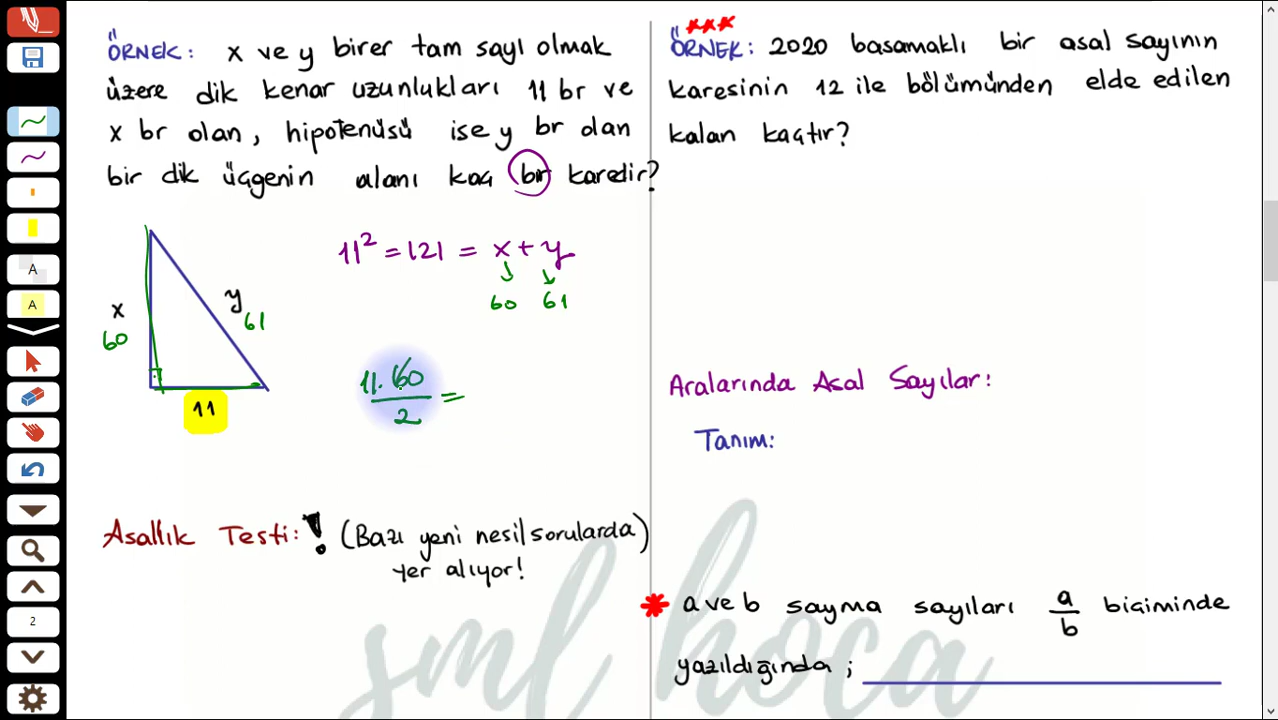 ÖRNEK: x ve y birer tam sayı olmak
üzere dik kenar uzunlukları 11 br ve
x br olan, hipotenüsü ise y br olan
bir dik üçgenin alanı kaç br karedir?
11² = 121 = x + y
60 61
x
60
y
61
11
11.60
2
=
Asallık Testi: ! (Bazı yeni nesil sorularda)
yer alıyor!
ÖRNEK: 2020 basamaklı bir asal sayının
karesinin 12 ile bölümünden elde edilen
kalan kaçtır?
Aralarında Asal Sayılar:
Tanım:
* a ve b sayma sayıları a/b biçiminde
yazıldığında ;
sml hoca
A
A
2